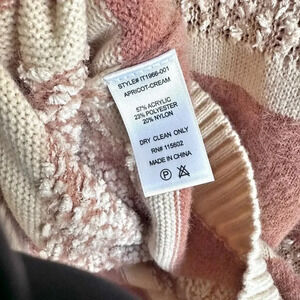 STYLE# IT1966-001
APRICOT-CREAM
57% ACRYLIC
23% POLYESTER
20% NYLON
DRY CLEAN ONLY
RN# 115602
MADE IN CHINA
P